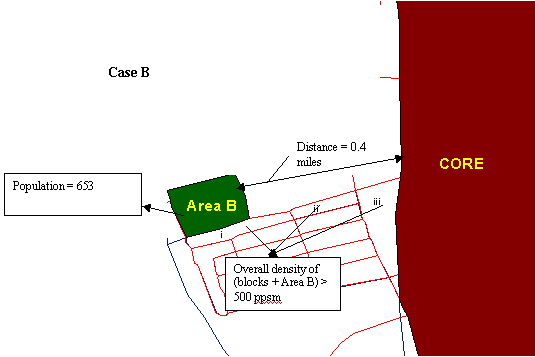 Case B
Distance = 0.4
miles
CORE
Population = 653
Area B
i
ii
iii
Overall density of
(blocks + Area B) >
500 ppsm